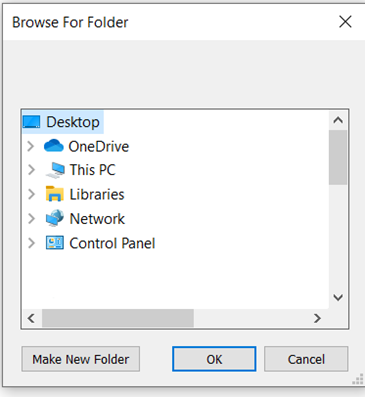 Browse For Folder
Desktop
OneDrive
This PC
Libraries
Network
Control Panel
Make New Folder OK Cancel